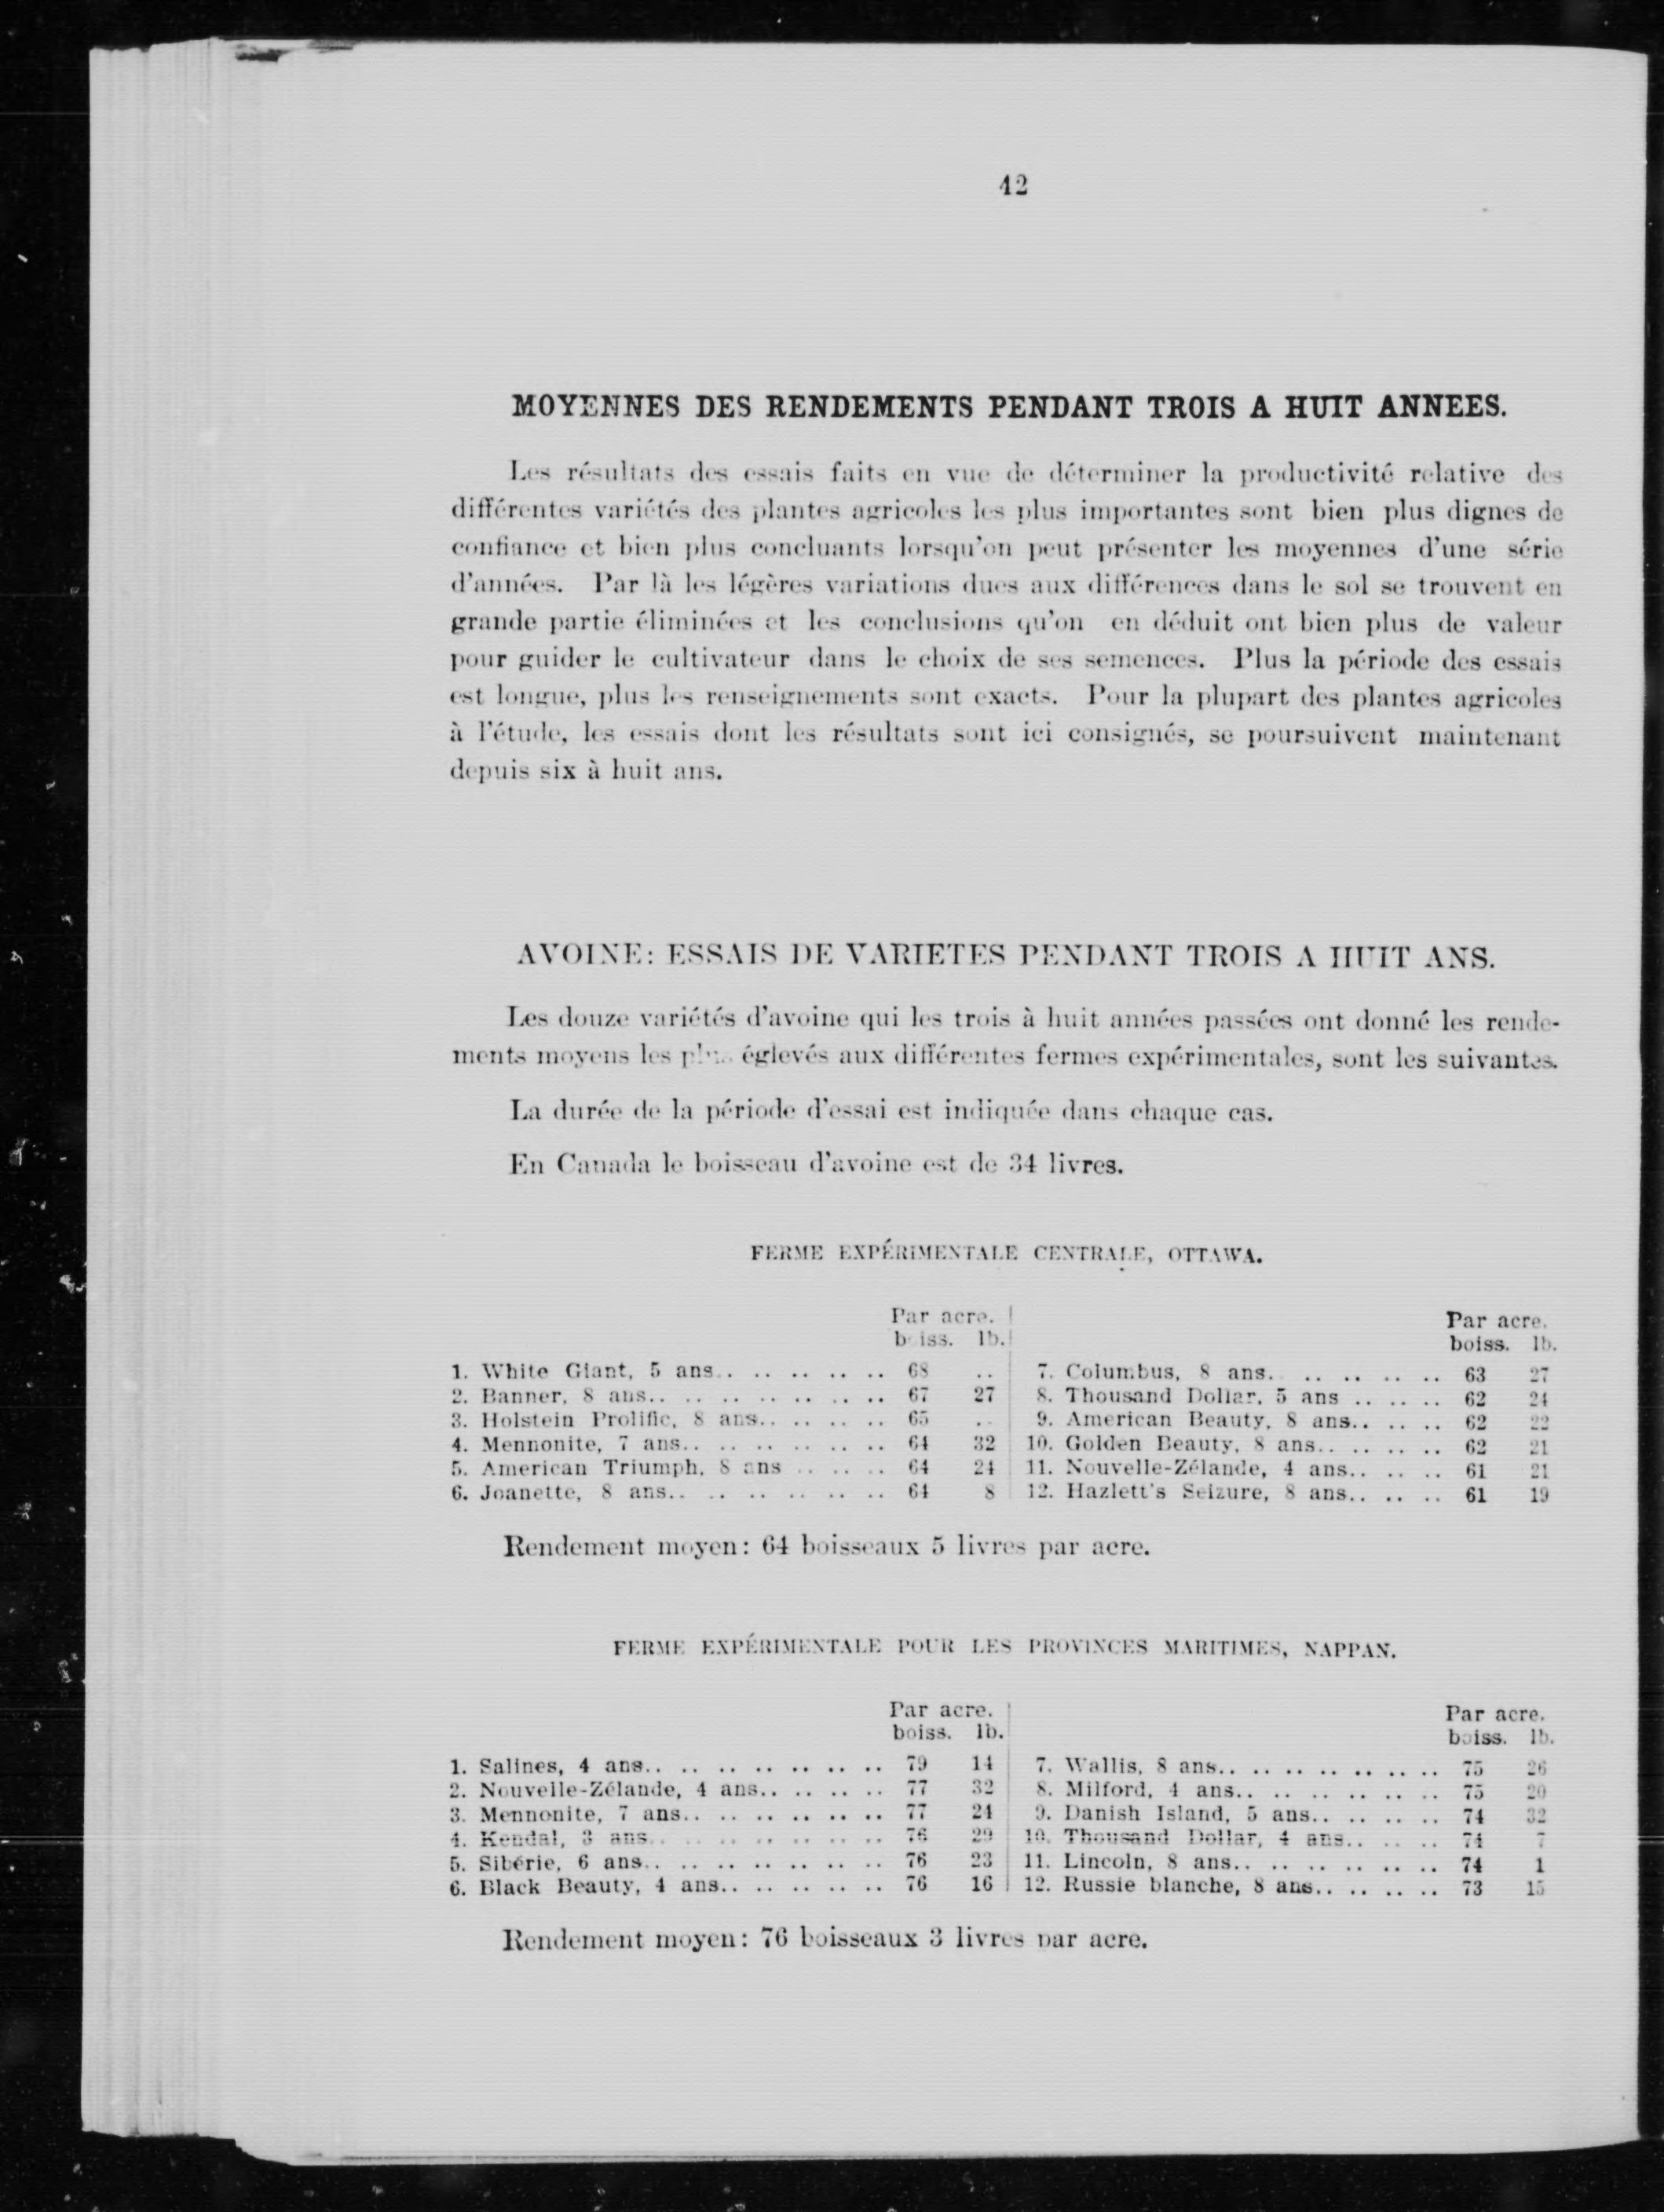 42
MOYENNES DES RENDEMENTS PENDANT TROIS A HUIT ANNEES.
Les résultats des essais faits en vue de déterminer la productivité relative des
différentes variétés des plantes agricoles les plus importantes sont bien plus dignes de
confiance et bien plus concluants lorsqu'on peut présenter les moyennes d'une série
d'années. Par là les légères variations dues aux différences dans le sol se trouvent en
grande partie éliminées et les conclusions qu'on en déduit ont bien plus de valeur
pour guider le cultivateur dans le choix de ses semences. Plus la période des essais
est longue, plus les renseignements sont exacts. Pour la plupart des plantes agricoles
à l'étude, les essais dont les résultats sont ici consignés, se poursuivent maintenant
depuis six à huit ans.
AVOINE: ESSAIS DE VARIETES PENDANT TROIS A HUIT ANS.
Les douze variétés d'avoine qui les trois à huit années passées ont donné les rende-
ments moyens les plus églevés aux différentes fermes expérimentales, sont les suivantes.
La durée de la période d'essai est indiquée dans chaque cas.
En Canada le boisseau d'avoine est de 34 livres.
FERME EXPÉRIMENTALE CENTRALE, OTTAWA.
Par acre.
boiss. lb.
1. White Giant, 5 ans.. .. .. .. .. .. 68 ..
2. Banner, 8 ans.. .. .. .. .. .. .. .. 67 27
3. Holstein Prolific, 8 ans.. .. .. .. 65 ..
4. Mennonite, 7 ans.. .. .. .. .. .. .. 64 32
5. American Triumph, 8 ans .. .. .. 64 24
6. Joanette, 8 ans.. .. .. .. .. .. .. 64 8
Par acre.
boiss. lb.
7. Columbus, 8 ans. .. .. .. .. .. 63 27
8. Thousand Dollar, 5 ans .. .. .. 62 24
9. American Beauty, 8 ans.. .. .. 62 22
10. Golden Beauty, 8 ans.. .. .. .. 62 21
11. Nouvelle-Zélande, 4 ans.. .. .. 61 21
12. Hazlett's Seizure, 8 ans.. .. .. 61 19
Rendement moyen: 64 boisseaux 5 livres par acre.
FERME EXPÉRIMENTALE POUR LES PROVINCES MARITIMES, NAPPAN.
Par acre.
boiss. lb.
1. Salines, 4 ans.. .. .. .. .. .. .. .. 79 14
2. Nouvelle-Zélande, 4 ans.. .. .. .. 77 32
3. Mennonite, 7 ans.. .. .. .. .. .. .. 77 24
4. Kendal, 3 ans.. .. .. .. .. .. .. .. 76 29
5. Sibérie, 6 ans.. .. .. .. .. .. .. .. 76 23
6. Black Beauty, 4 ans.. .. .. .. .. .. 76 16
Par acre.
boiss. lb.
7. Wallis, 8 ans.. .. .. .. .. .. .. .. 75 26
8. Milford, 4 ans.. .. .. .. .. .. .. 75 20
9. Danish Island, 5 ans.. .. .. .. .. 74 32
10. Thousand Dollar, 4 ans.. .. .. .. 74 7
11. Lincoln, 8 ans.. .. .. .. .. .. .. 74 1
12. Russie blanche, 8 ans.. .. .. .. 73 15
Rendement moyen: 76 boisseaux 3 livres par acre.